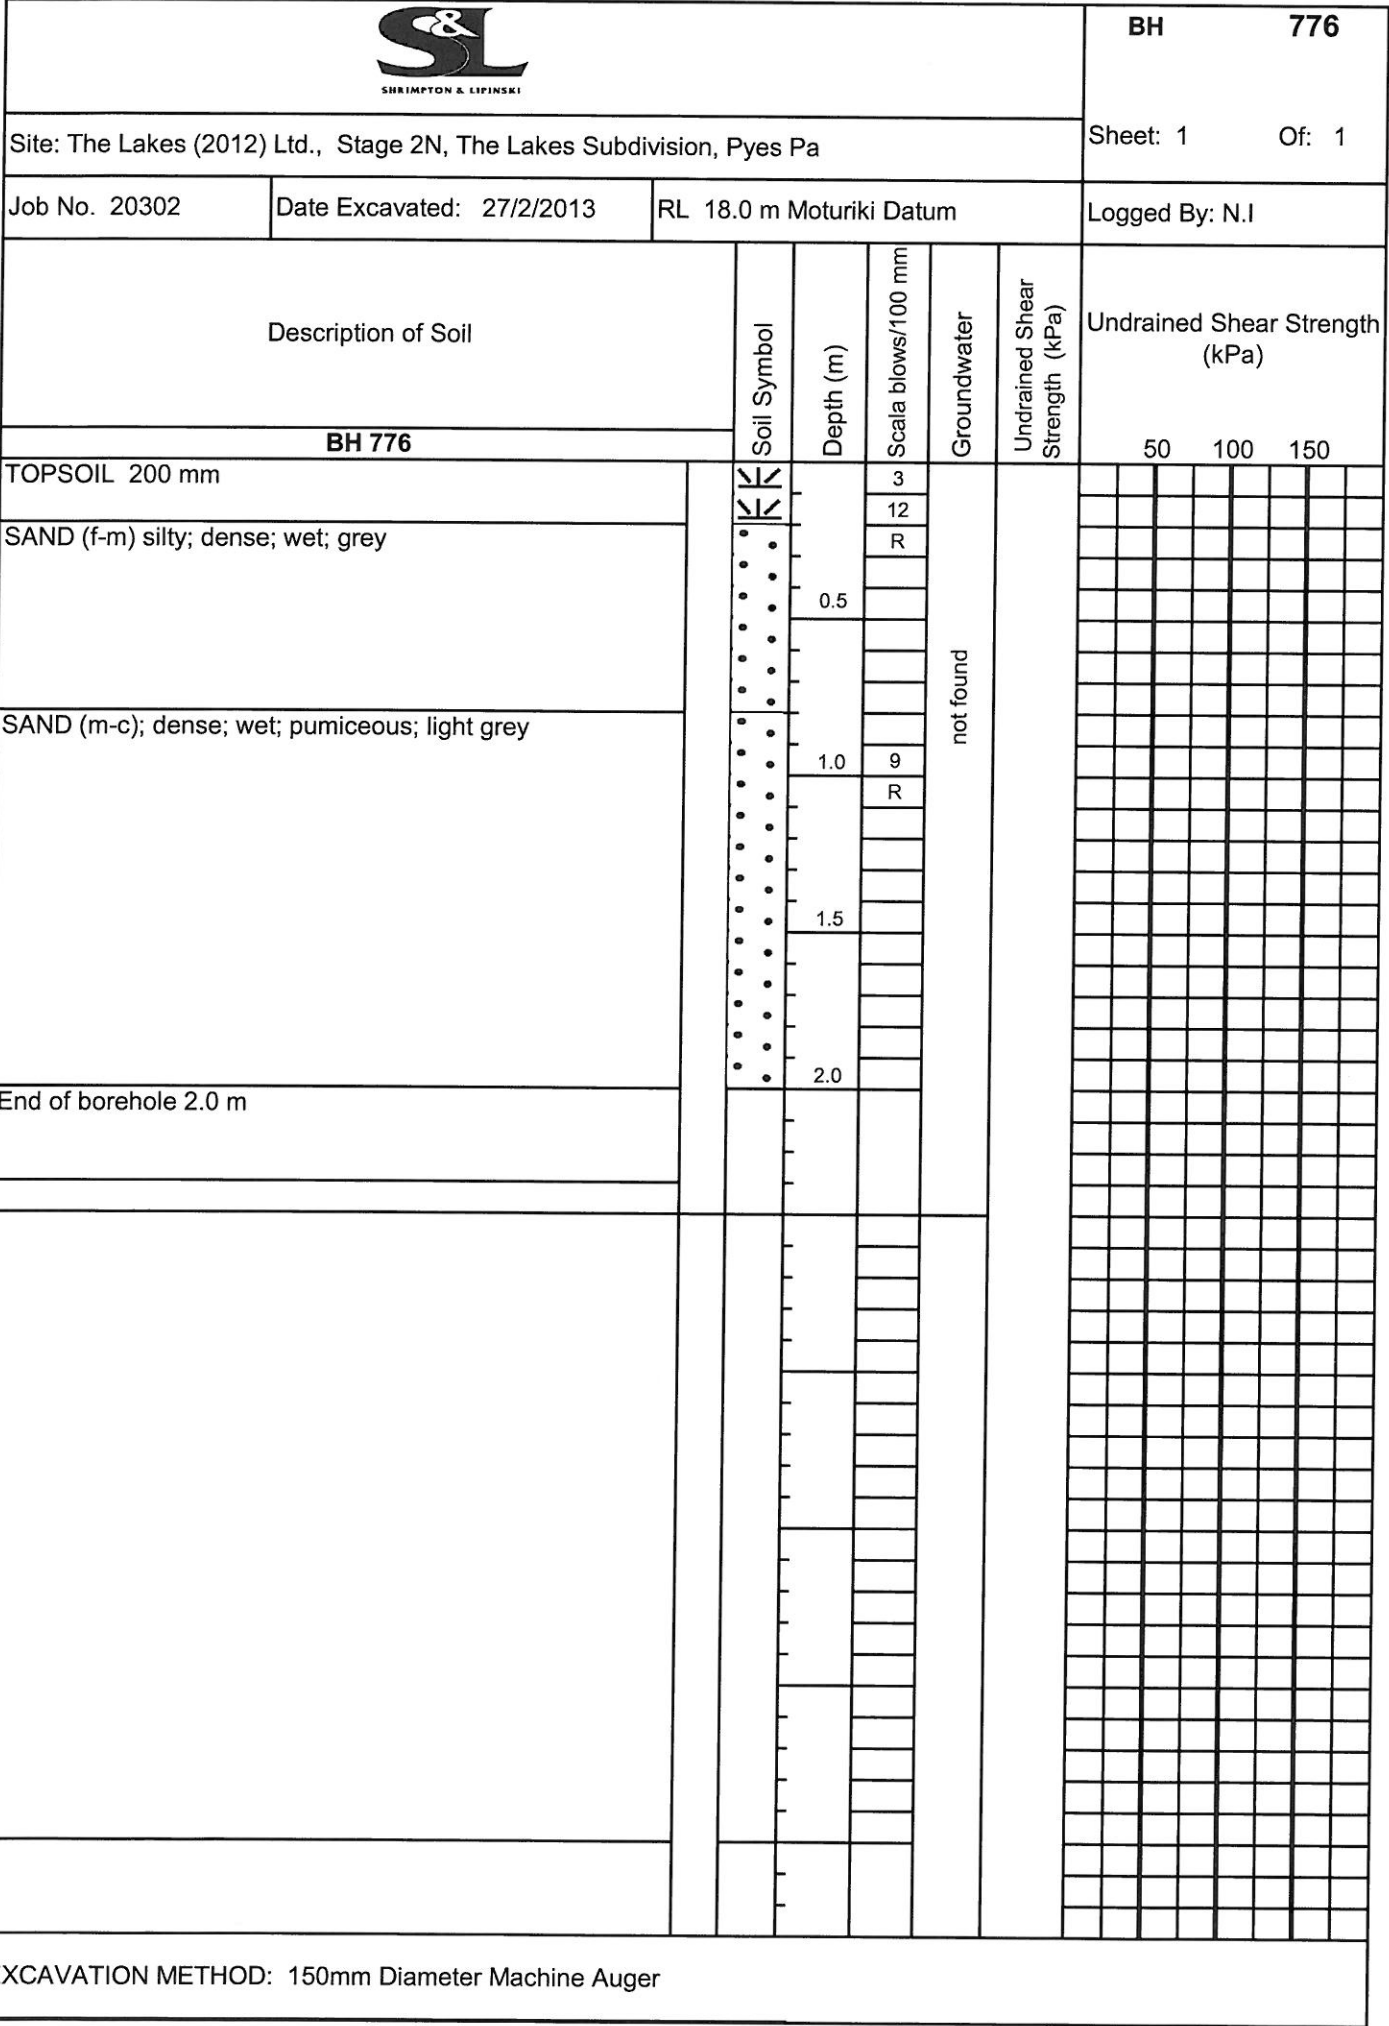 S&L
SHRIMPTON & LIPINSKI
BH 776
Sheet: 1 Of: 1
Site: The Lakes (2012) Ltd., Stage 2N, The Lakes Subdivision, Pyes Pa
Job No. 20302
Date Excavated: 27/2/2013
RL 18.0 m Moturiki Datum
Logged By: N.I
Description of Soil
Soil Symbol
Depth (m)
Scala blows/100 mm
Groundwater
Undrained Shear
Strength (kPa)
Undrained Shear Strength
(kPa)
50 100 150
BH 776
TOPSOIL 200 mm
3
12
SAND (f-m) silty; dense; wet; grey
R
0.5
not found
SAND (m-c); dense; wet; pumiceous; light grey
1.0 9
R
1.5
2.0
End of borehole 2.0 m
XCAVATION METHOD: 150mm Diameter Machine Auger